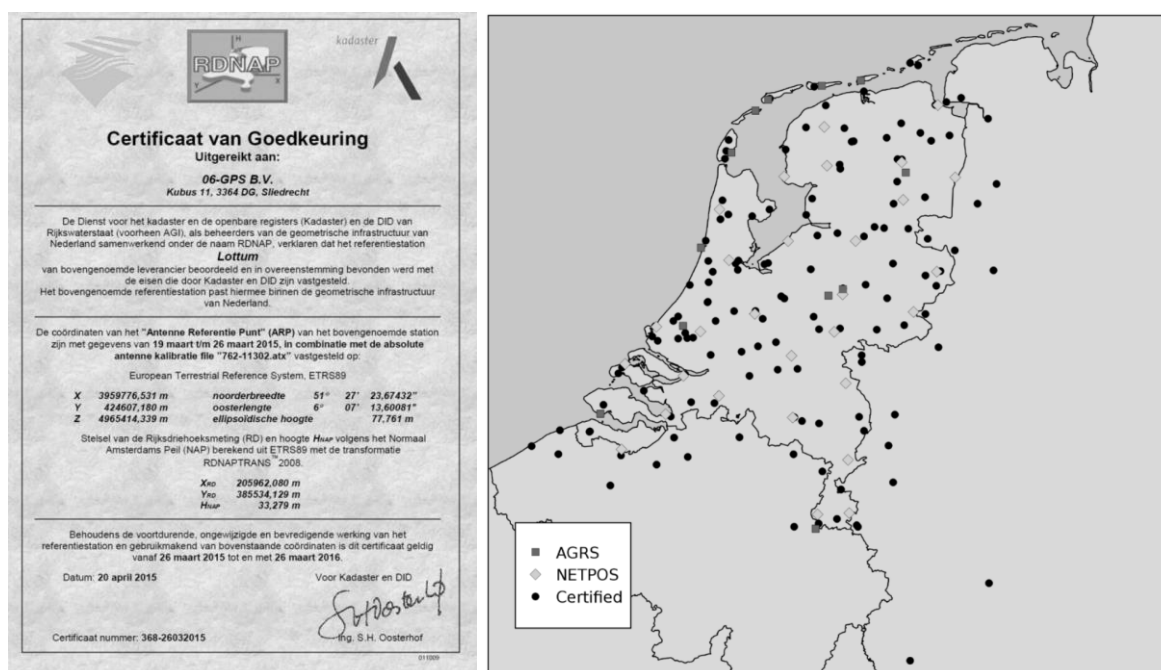 kadaster
H
RDNAP
Y
X
Certificaat van Goedkeuring
Uitgereikt aan:
06-GPS B.V.
Kubus 11, 3364 DG, Sliedrecht
De Dienst voor het kadaster en de openbare registers (Kadaster) en de DID van
Rijkswaterstaat (voorheen AGI), als beheerders van de geometrische infrastructuur van
Nederland samenwerkend onder de naam RDNAP, verklaren dat het referentiestation
Lottum
van bovengenoemde leverancier beoordeeld en in overeenstemming bevonden werd met
de eisen die door Kadaster en DID zijn vastgesteld.
Het bovengenoemde referentiestation past hiermee binnen de geometrische infrastructuur
van Nederland.
De coördinaten van het "Antenne Referentie Punt" (ARP) van het bovengenoemde station
zijn met gegevens van 19 maart t/m 26 maart 2015, in combinatie met de absolute
antenne kalibratie file "762-11302.atx" vastgesteld op:
European Terrestrial Reference System, ETRS89
X 3959776,531 m noorderbreedte 51° 27' 23,67432"
Y 424607,180 m oosterlengte 6° 07' 13,60081"
Z 4965414,339 m ellipsoïdische hoogte 77,761 m
Stelsel van de Rijksdriehoeksmeting (RD) en hoogte HNAP volgens het Normaal
Amsterdams Peil (NAP) berekend uit ETRS89 met de transformatie
RDNAPTRANS™2008.
XRD 205962,080 m
YRD 385534,129 m
HNAP 33,279 m
Behoudens de voortdurende, ongewijzigde en bevredigende werking van het
referentiestation en gebruikmakend van bovenstaande coördinaten is dit certificaat geldig
vanaf 26 maart 2015 tot en met 26 maart 2016.
Datum: 20 april 2015 Voor Kadaster en DID
Certificaat nummer: 368-26032015 Ing. S.H. Oosterhof
011009
AGRS
NETPOS
Certified